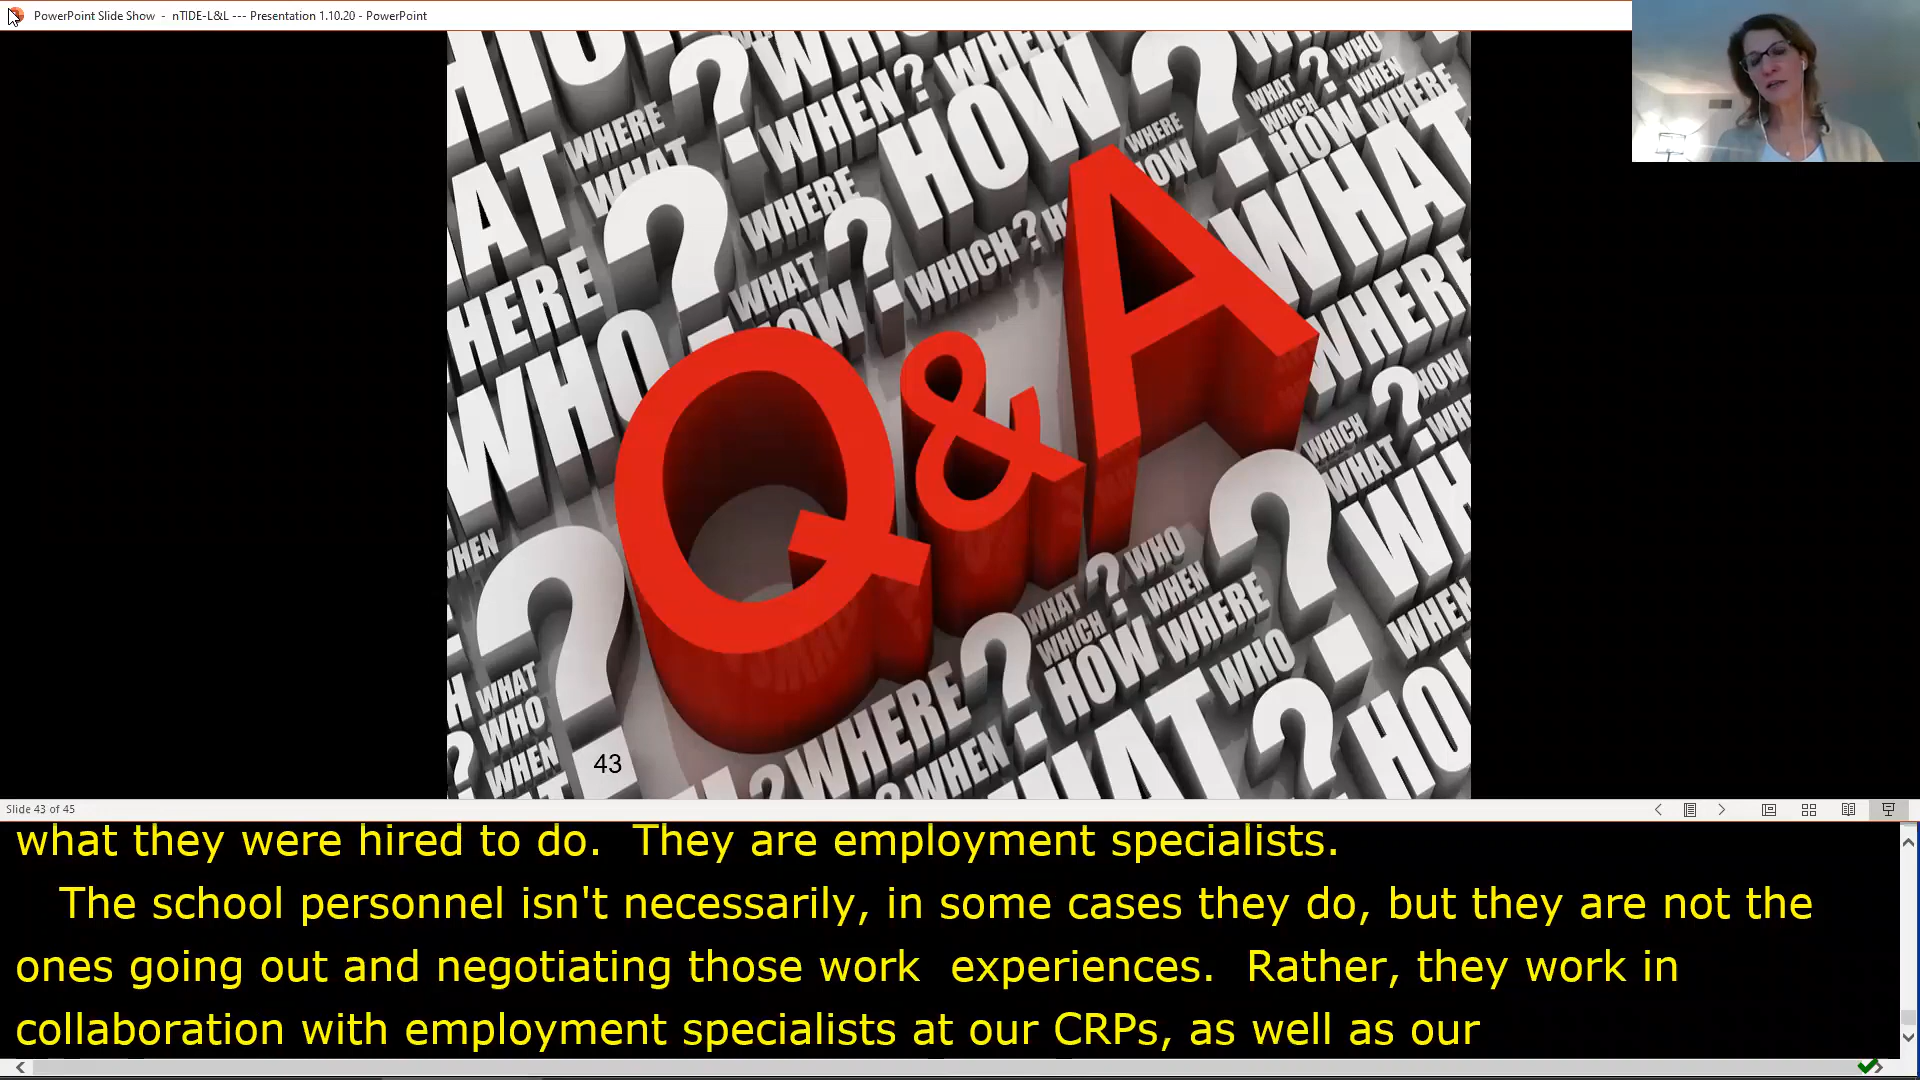 PowerPoint Slide Show - nTIDE-L&L --- Presentation 1.10.20 - PowerPoint
WHERE
WHAT
?
WHEN?
HOW
?
WHAT
WHICH
?
WHO
WHEN
HOW
WHERE
WHERE
WHAT
?
WHERE
?
WHAT
WHICH?
WHERE
WHO
Q&A
?
HOW
WHICH
WHAT
WHEN
?
WHAT
WHO
WHEN
?
WHO
WHAT
WHICH
WHEN
HOW
WHERE
?
WHERE
WHEN
WHO
?
WHEN
43
Slide 43 of 45
what they were hired to do. They are employment specialists.
The school personnel isn't necessarily, in some cases they do, but they are not the
ones going out and negotiating those work experiences. Rather, they work in
collaboration with employment specialists at our CRPs, as well as our